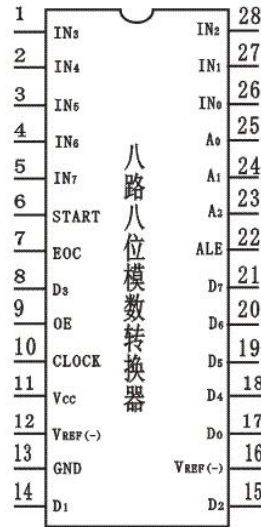 1 IN3 IN2 28
2 IN4 IN1 27
3 IN5 IN0 26
4 IN6 A0 25
5 IN7 A1 24
6 START A2 23
7 EOC ALE 22
8 D3 D7 21
9 OE D6 20
10 CLOCK D5 19
11 VCC D4 18
12 VREF(-) D0 17
13 GND VREF(-) 16
14 D1 D2 15
八路八位模数转换器